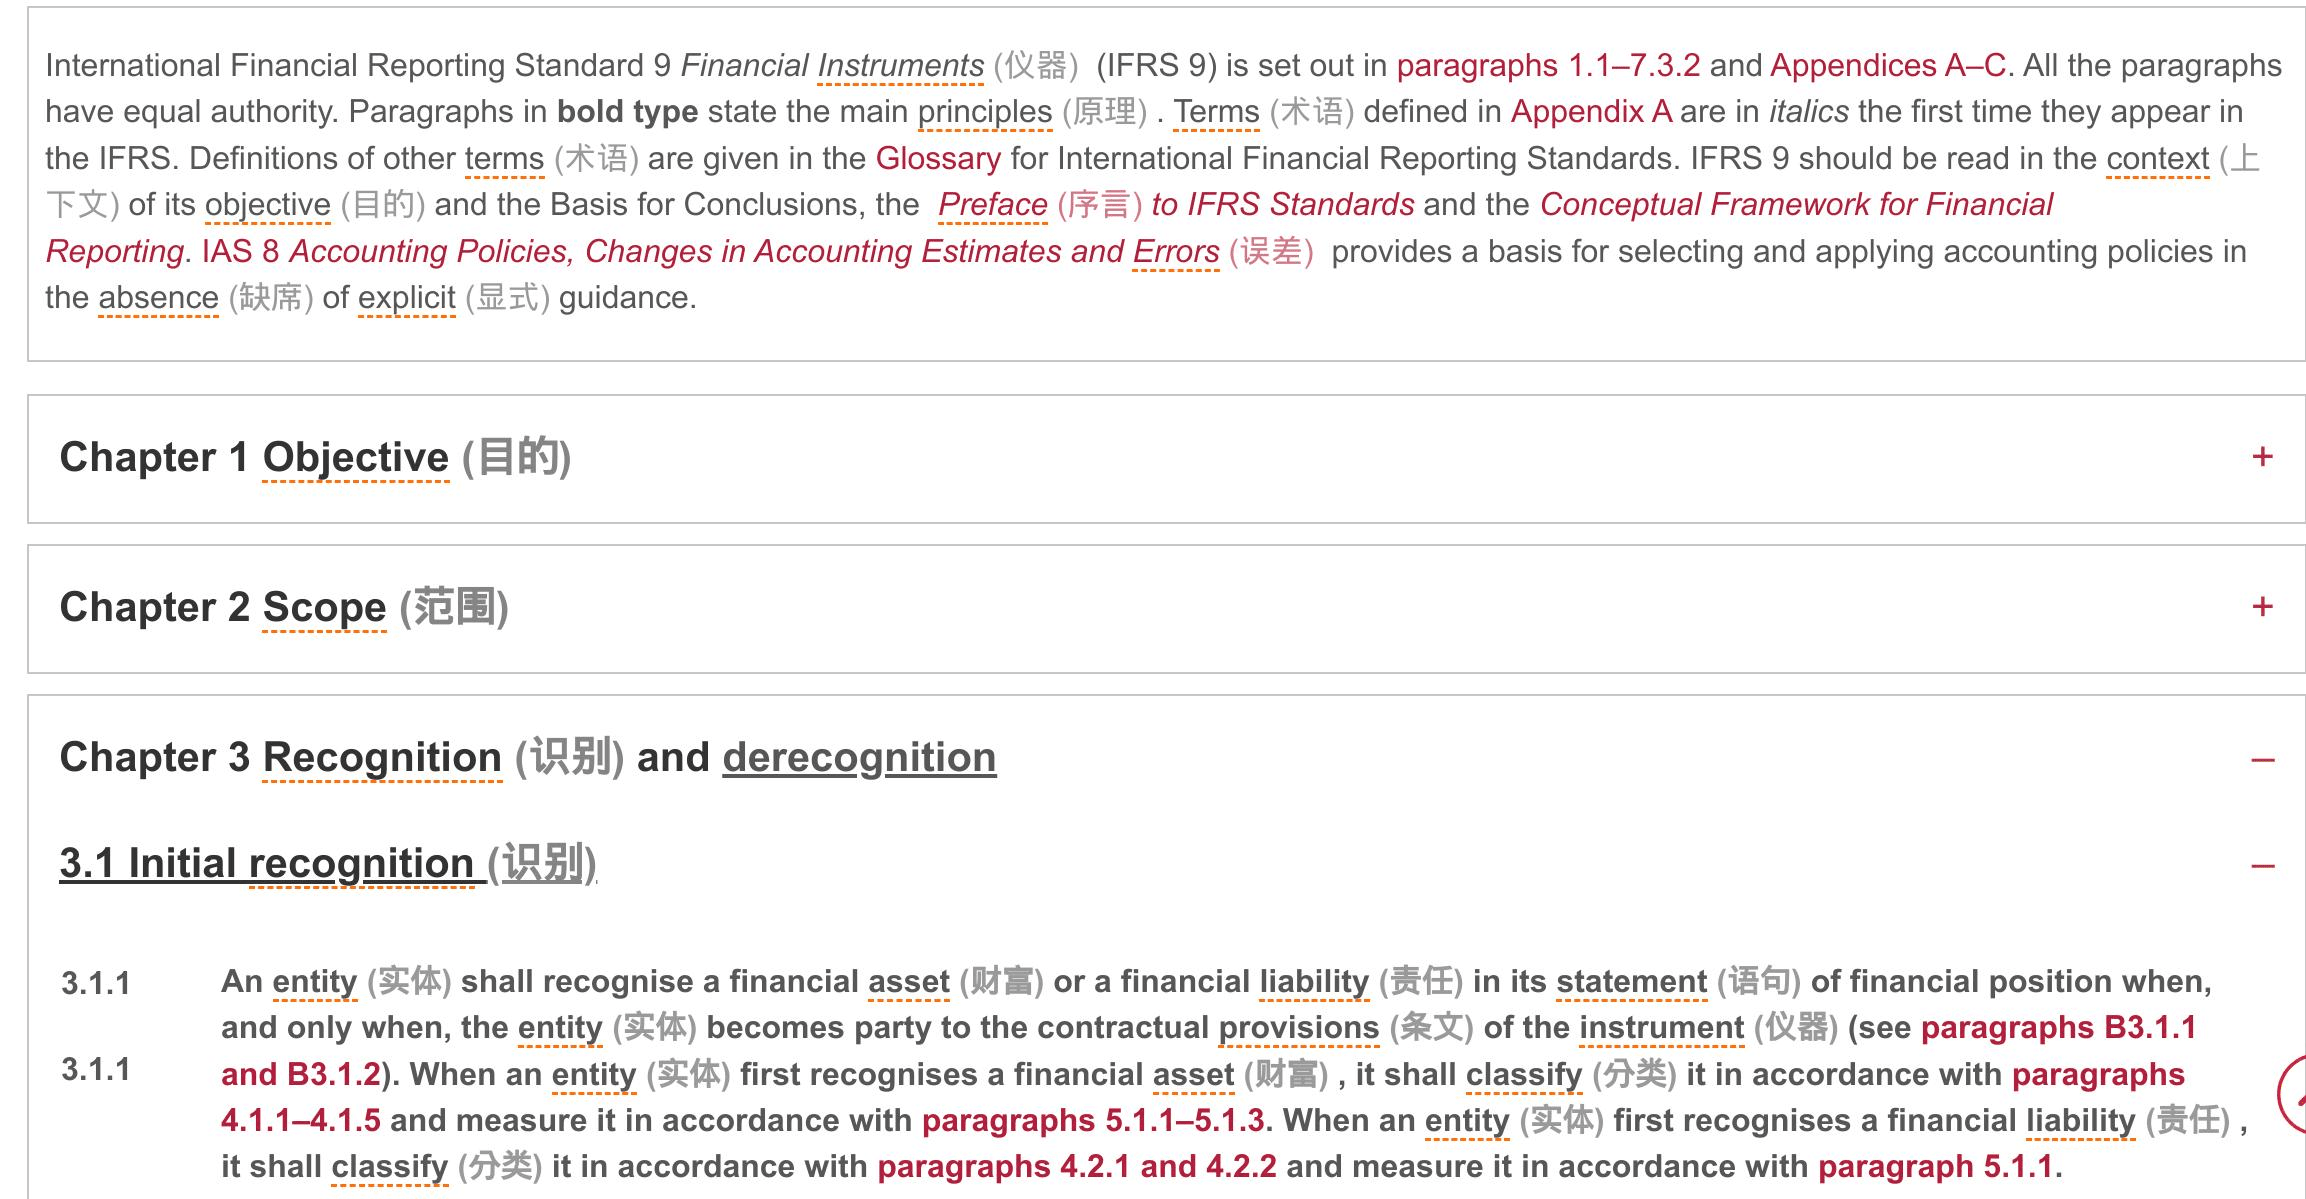 International Financial Reporting Standard 9 Financial Instruments (仪器) (IFRS 9) is set out in paragraphs 1.1–7.3.2 and Appendices A–C. All the paragraphs
have equal authority. Paragraphs in bold type state the main principles (原理) . Terms (术语) defined in Appendix A are in italics the first time they appear in
the IFRS. Definitions of other terms (术语) are given in the Glossary for International Financial Reporting Standards. IFRS 9 should be read in the context (上
下文) of its objective (目的) and the Basis for Conclusions, the Preface (序言) to IFRS Standards and the Conceptual Framework for Financial
Reporting. IAS 8 Accounting Policies, Changes in Accounting Estimates and Errors (误差) provides a basis for selecting and applying accounting policies in
the absence (缺席) of explicit (显式) guidance.
Chapter 1 Objective (目的) +
Chapter 2 Scope (范围) +
Chapter 3 Recognition (识别) and derecognition –
3.1 Initial recognition (识别) –
3.1.1 An entity (实体) shall recognise a financial asset (财富) or a financial liability (责任) in its statement (语句) of financial position when,
and only when, the entity (实体) becomes party to the contractual provisions (条文) of the instrument (仪器) (see paragraphs B3.1.1
3.1.1 and B3.1.2). When an entity (实体) first recognises a financial asset (财富) , it shall classify (分类) it in accordance with paragraphs
4.1.1–4.1.5 and measure it in accordance with paragraphs 5.1.1–5.1.3. When an entity (实体) first recognises a financial liability (责任) ,
it shall classify (分类) it in accordance with paragraphs 4.2.1 and 4.2.2 and measure it in accordance with paragraph 5.1.1.